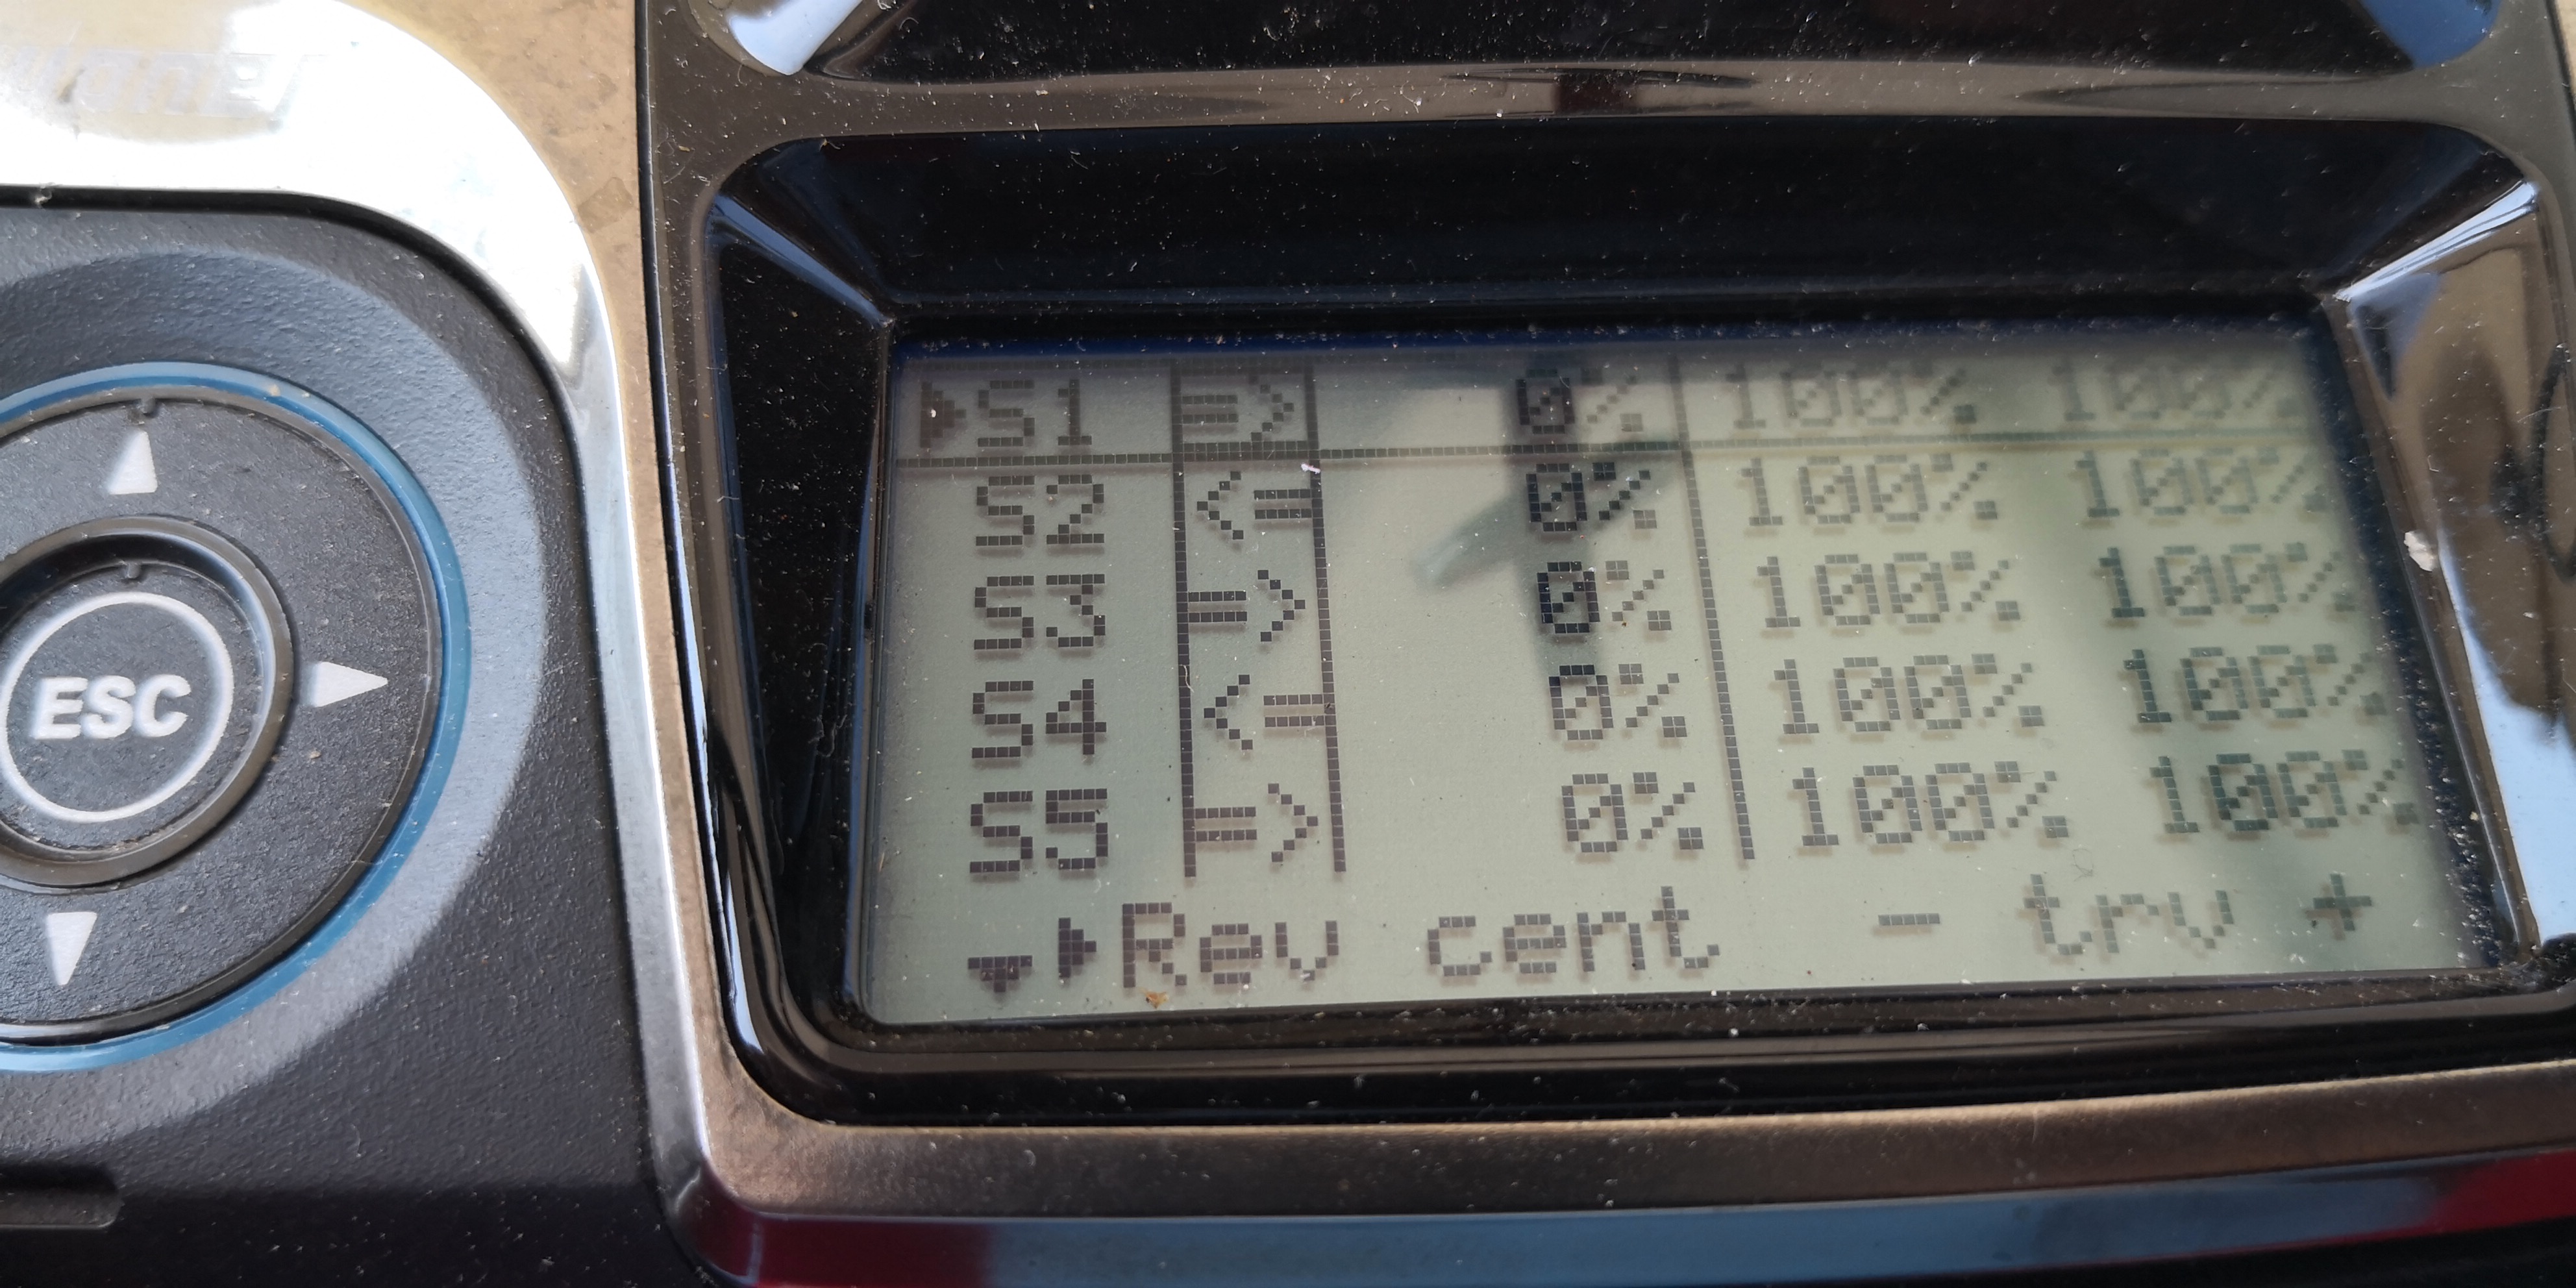 S1 => 0% 100% 100%
S2 <= 0% 100% 100%
S3 => 0% 100% 100%
S4 <= 0% 100% 100%
S5 => 0% 100% 100%
Rev cent - trv +
ESC